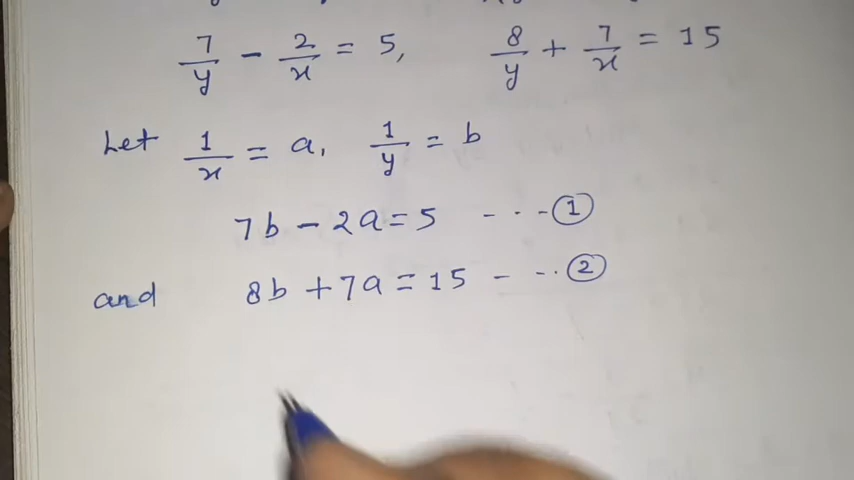 7/y - 2/x = 5, 8/y + 7/x = 15
Let 1/x = a, 1/y = b
7b - 2a = 5 - - - ①
and 8b + 7a = 15 - - - ②